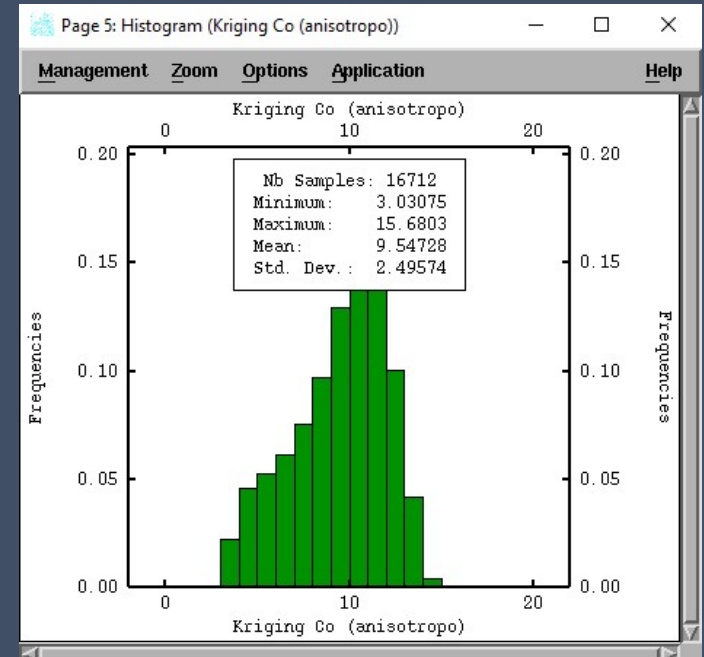 Page 5: Histogram (Kriging Co (anisotropo))
Management Zoom Options Application Help
Kriging Co (anisotropo)
0 10 20
0.20 0.20
Nb Samples: 16712
Minimum: 3.03075
Maximum: 15.6803
Mean: 9.54728
Std. Dev.: 2.49574
0.15 0.15
Frequencies
Frequencies
0.10 0.10
0.05 0.05
0.00 0.00
0 10 20
Kriging Co (anisotropo)